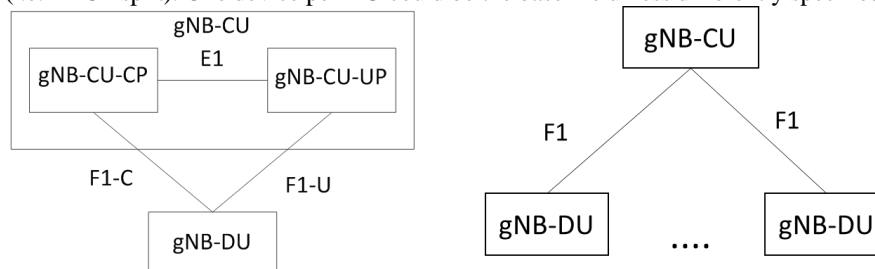 gNB-CU
gNB-CU-CP
E1
gNB-CU-UP
F1-C
F1-U
gNB-DU
gNB-CU
F1
F1
gNB-DU
....
gNB-DU